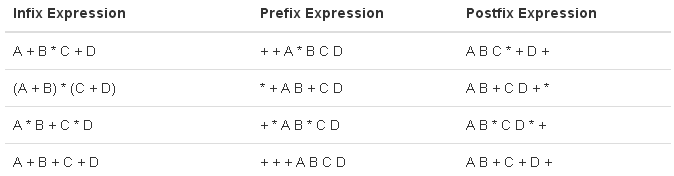 Infix Expression Prefix Expression Postfix Expression
A + B * C + D + + A * B C D A B C * + D +
(A + B) * (C + D) * + A B + C D A B + C D + *
A * B + C * D + * A B * C D A B * C D * +
A + B + C + D + + + A B C D A B + C + D +